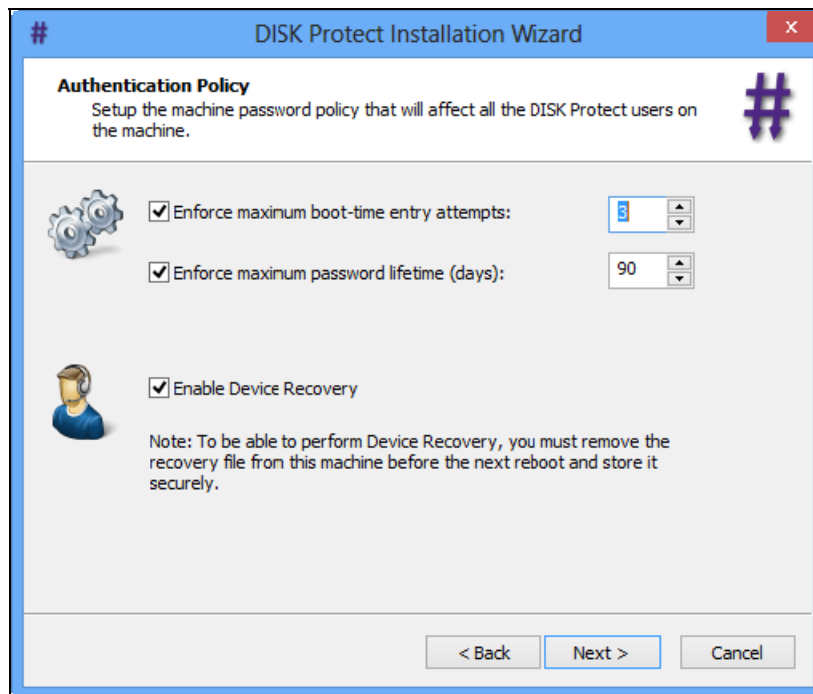 #
DISK Protect Installation Wizard
x
Authentication Policy
Setup the machine password policy that will affect all the DISK Protect users on
the machine.
#
Enforce maximum boot-time entry attempts:
3
Enforce maximum password lifetime (days):
90
Enable Device Recovery
Note: To be able to perform Device Recovery, you must remove the
recovery file from this machine before the next reboot and store it
securely.
< Back
Next >
Cancel